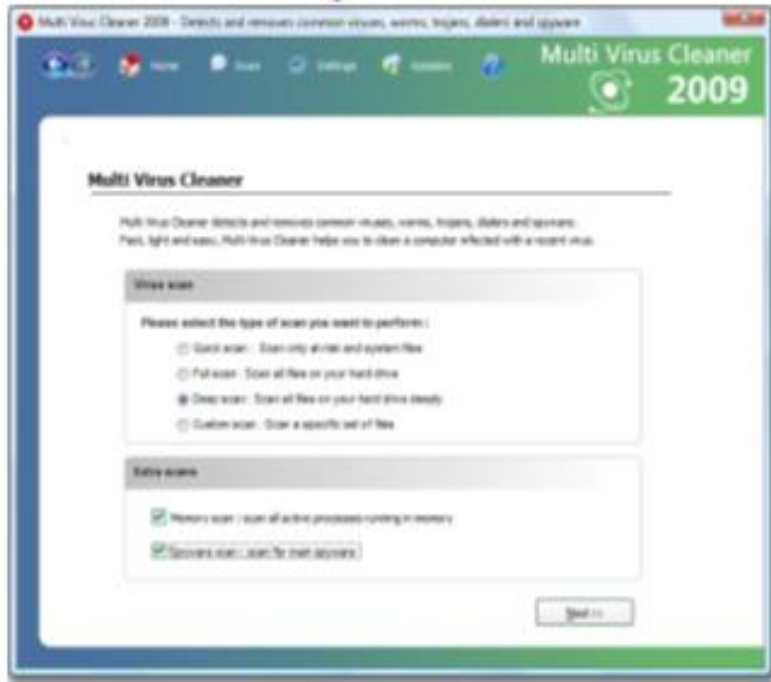 Multi Virus Cleaner 2009 - Detects and removes common viruses, worms, trojans, dialers and spyware
Home Scan Settings Updates
Multi Virus Cleaner
2009
Multi Virus Cleaner
Multi Virus Cleaner detects and removes common viruses, worms, trojans, dialers and spyware.
Fast, light and easy, Multi Virus Cleaner helps you to clean a computer infected with a recent virus.
Virus scan
Please select the type of scan you want to perform :
Quick scan : Scan only at-risk and system files
Full scan : Scan all files on your hard drive
Deep scan : Scan all files on your hard drive deeply
Custom scan : Scan a specific set of files
Extra scans
Memory scan : scan all active processes running in memory
Spyware scan : scan for main spyware
Next >>